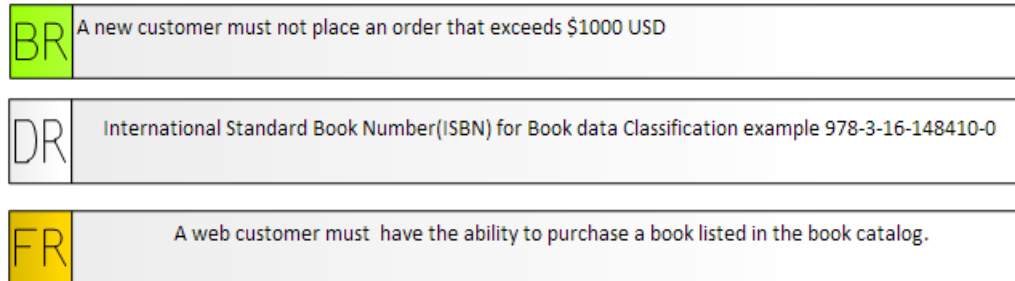 BR A new customer must not place an order that exceeds $1000 USD
DR International Standard Book Number(ISBN) for Book data Classification example 978-3-16-148410-0
FR A web customer must have the ability to purchase a book listed in the book catalog.